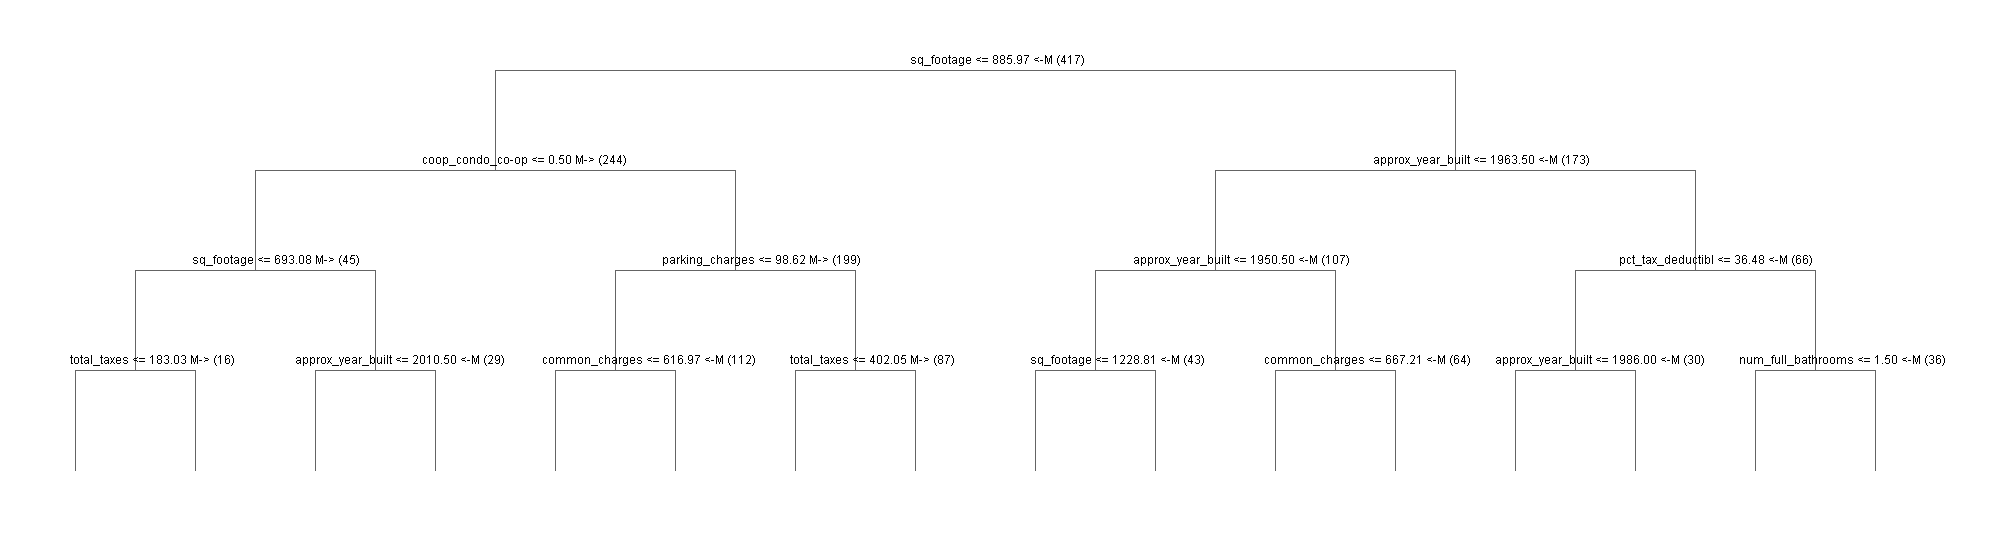 sq_footage <= 885.97 <-M (417)
coop_condo_co-op <= 0.50 M-> (244)
approx_year_built <= 1963.50 <-M (173)
sq_footage <= 693.08 M-> (45)
parking_charges <= 98.62 M-> (199)
approx_year_built <= 1950.50 <-M (107)
pct_tax_deductibl <= 36.48 <-M (66)
total_taxes <= 183.03 M-> (16)
approx_year_built <= 2010.50 <-M (29)
common_charges <= 616.97 <-M (112)
total_taxes <= 402.05 M-> (87)
sq_footage <= 1228.81 <-M (43)
common_charges <= 667.21 <-M (64)
approx_year_built <= 1986.00 <-M (30)
num_full_bathrooms <= 1.50 <-M (36)